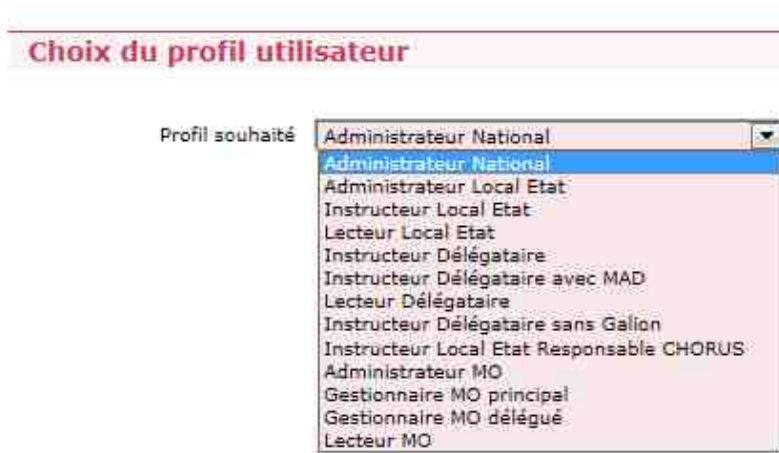 Choix du profil utilisateur
Profil souhaité Administrateur National
Administrateur National
Administrateur Local Etat
Instructeur Local Etat
Lecteur Local Etat
Instructeur Délégataire
Instructeur Délégataire avec MAD
Lecteur Délégataire
Instructeur Délégataire sans Galion
Instructeur Local Etat Responsable CHORUS
Administrateur MO
Gestionnaire MO principal
Gestionnaire MO délégué
Lecteur MO